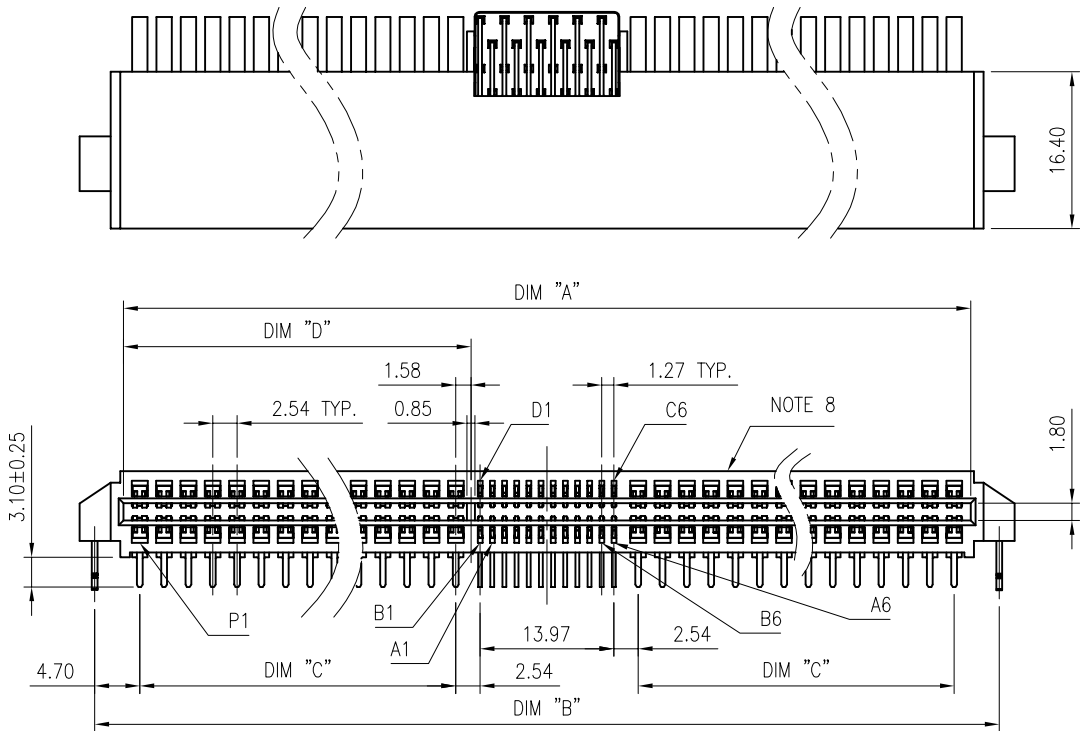 16.40
DIM "A"
DIM "D"
1.58
1.27 TYP.
2.54 TYP.
0.85
D1
C6
NOTE 8
1.80
3.10±0.25
P1
B1
A1
B6
A6
13.97
2.54
4.70
DIM "C"
2.54
DIM "C"
DIM "B"